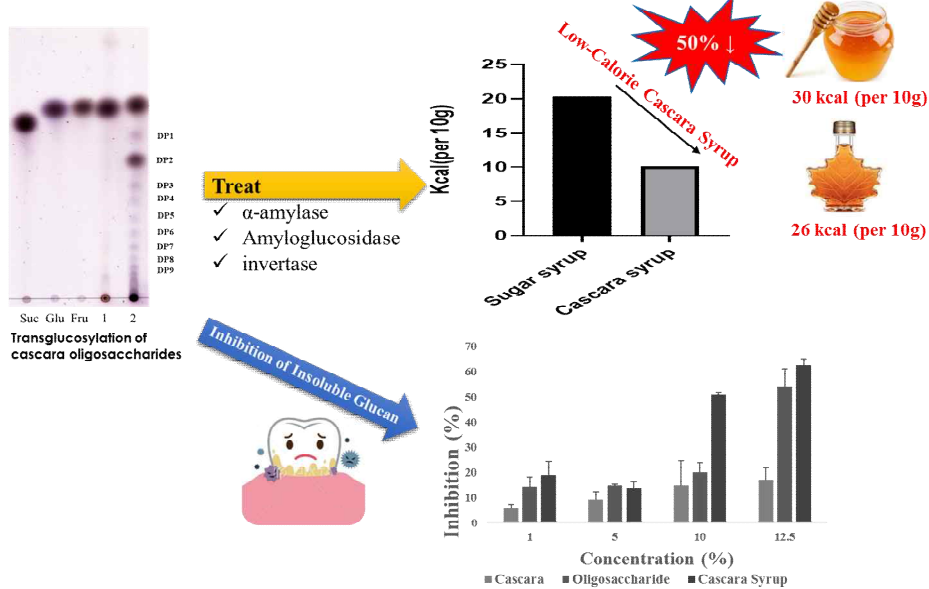 DP1
DP2
DP3
DP4
DP5
DP6
DP7
DP8
DP9
Suc Glu Fru 1 2
Transglucosylation of
cascara oligosaccharides
Treat
✓ α-amylase
✓ Amyloglucosidase
✓ invertase
Kcal(per 10g)
25
20
15
10
5
0
Sugar syrup
Cascara syrup
Low-Calorie Cascara Syrup
50% ↓
30 kcal (per 10g)
26 kcal (per 10g)
Inhibition of Insoluble Glucan
Inhibition (%)
70
60
50
40
30
20
10
0
1 5 10 12.5
Concentration (%)
Cascara Oligosaccharide Cascara Syrup